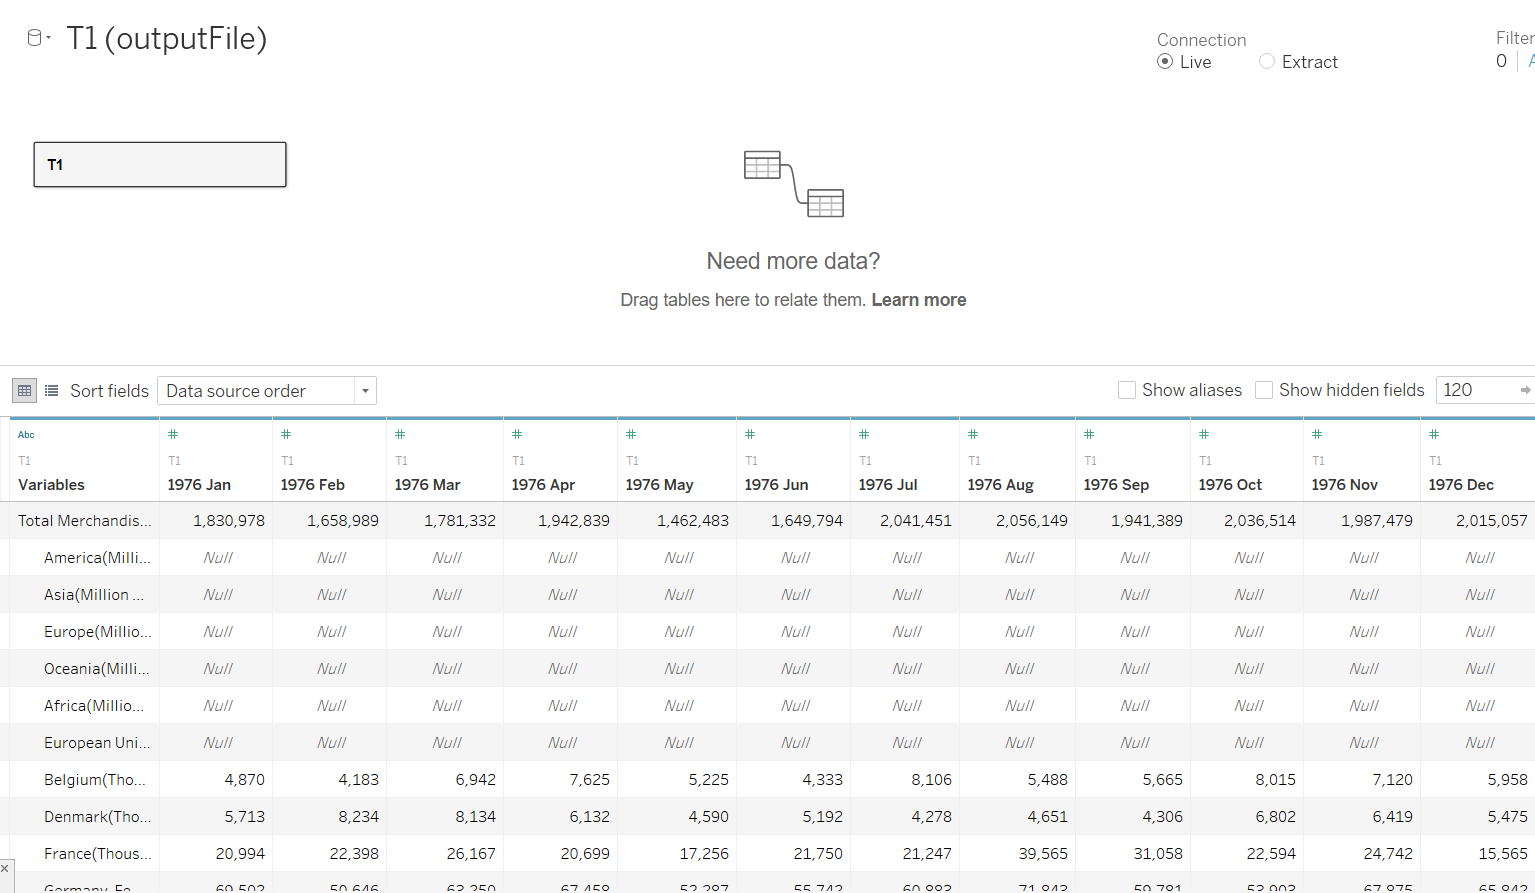 T1 (outputFile)
Connection
Live
Extract
Filter
0
T1
Need more data?
Drag tables here to relate them. Learn more
Sort fields
Data source order
Show aliases
Show hidden fields
120
Abc # # # # # # # # # # # #
T1 T1 T1 T1 T1 T1 T1 T1 T1 T1 T1 T1 T1
Variables 1976 Jan 1976 Feb 1976 Mar 1976 Apr 1976 May 1976 Jun 1976 Jul 1976 Aug 1976 Sep 1976 Oct 1976 Nov 1976 Dec
Total Merchandis... 1,830,978 1,658,989 1,781,332 1,942,839 1,462,483 1,649,794 2,041,451 2,056,149 1,941,389 2,036,514 1,987,479 2,015,057
America(Milli... Null Null Null Null Null Null Null Null Null Null Null Null
Asia(Million ... Null Null Null Null Null Null Null Null Null Null Null Null
Europe(Millio... Null Null Null Null Null Null Null Null Null Null Null Null
Oceania(Milli... Null Null Null Null Null Null Null Null Null Null Null Null
Africa(Millio... Null Null Null Null Null Null Null Null Null Null Null Null
European Uni... Null Null Null Null Null Null Null Null Null Null Null Null
Belgium(Tho... 4,870 4,183 6,942 7,625 5,225 4,333 8,106 5,488 5,665 8,015 7,120 5,958
Denmark(Tho... 5,713 8,234 8,134 6,132 4,590 5,192 4,278 4,651 4,306 6,802 6,419 5,475
France(Thous... 20,994 22,398 26,167 20,699 17,256 21,750 21,247 39,565 31,058 22,594 24,742 15,565